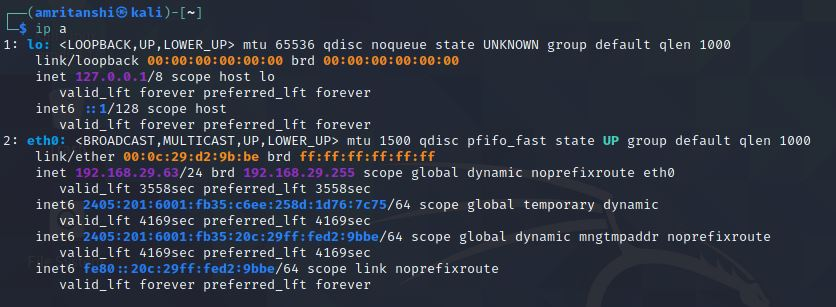 (amritanshi㉿kali)-[~]
$ ip a
1: lo: <LOOPBACK,UP,LOWER_UP> mtu 65536 qdisc noqueue state UNKNOWN group default qlen 1000
link/loopback 00:00:00:00:00:00 brd 00:00:00:00:00:00
inet 127.0.0.1/8 scope host lo
valid_lft forever preferred_lft forever
inet6 ::1/128 scope host
valid_lft forever preferred_lft forever
2: eth0: <BROADCAST,MULTICAST,UP,LOWER_UP> mtu 1500 qdisc pfifo_fast state UP group default qlen 1000
link/ether 00:0c:29:d2:9b:be brd ff:ff:ff:ff:ff:ff
inet 192.168.29.63/24 brd 192.168.29.255 scope global dynamic noprefixroute eth0
valid_lft 3558sec preferred_lft 3558sec
inet6 2405:201:6001:fb35:c6ee:258d:1d76:7c75/64 scope global temporary dynamic
valid_lft 4169sec preferred_lft 4169sec
inet6 2405:201:6001:fb35:20c:29ff:fed2:9bbe/64 scope global dynamic mngtmpaddr noprefixroute
valid_lft 4169sec preferred_lft 4169sec
inet6 fe80::20c:29ff:fed2:9bbe/64 scope link noprefixroute
valid_lft forever preferred_lft forever